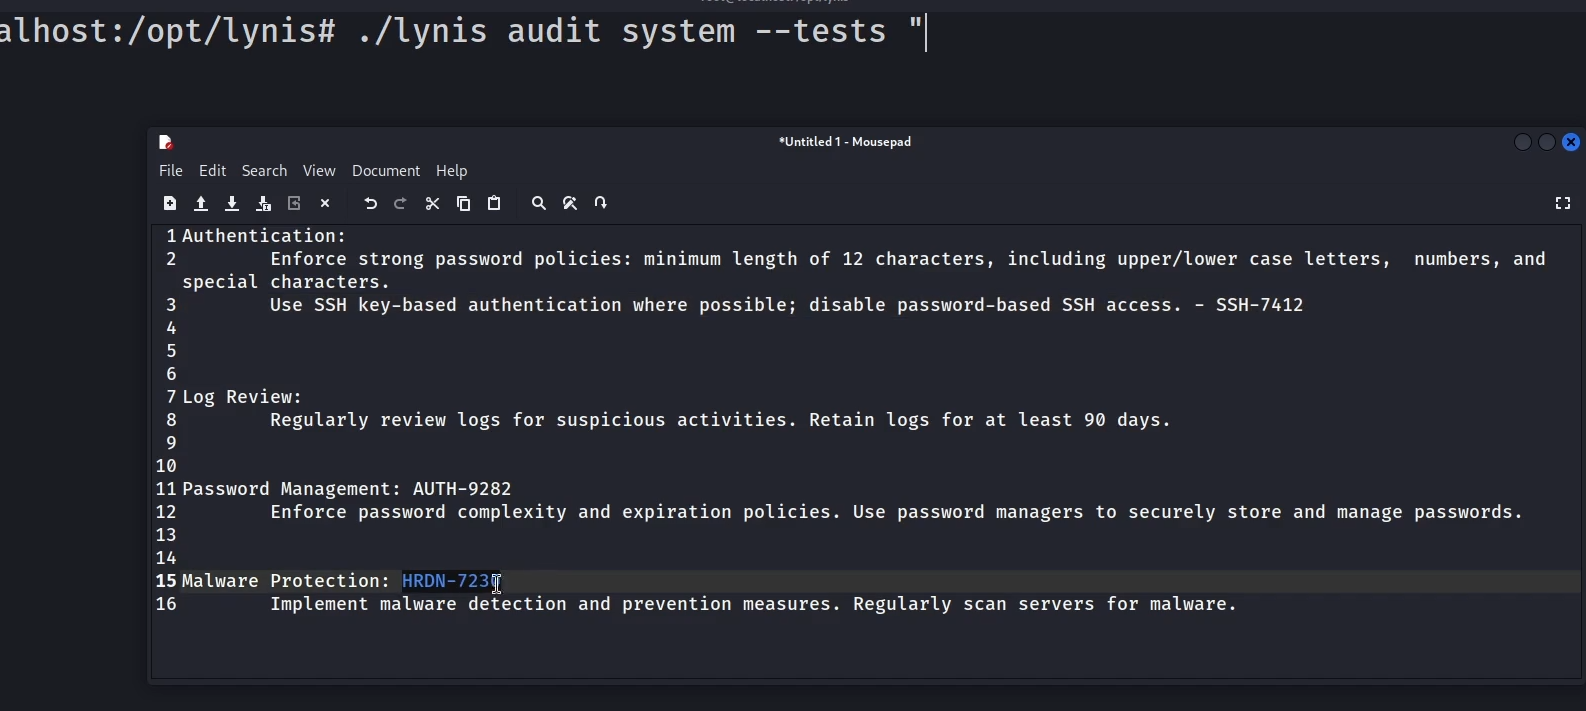 alhost:/opt/lynis# ./lynis audit system --tests "
*Untitled 1 - Mousepad
File Edit Search View Document Help
1 Authentication:
2 Enforce strong password policies: minimum length of 12 characters, including upper/lower case letters, numbers, and
special characters.
3 Use SSH key-based authentication where possible; disable password-based SSH access. - SSH-7412
4
5
6
7 Log Review:
8 Regularly review logs for suspicious activities. Retain logs for at least 90 days.
9
10
11 Password Management: AUTH-9282
12 Enforce password complexity and expiration policies. Use password managers to securely store and manage passwords.
13
14
15 Malware Protection: HRDN-7230
16 Implement malware detection and prevention measures. Regularly scan servers for malware.